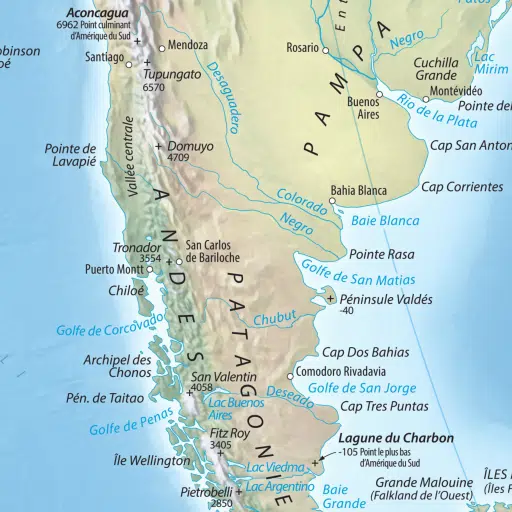 Aconcagua
6962 Point culminant
d'Amérique du Sud
Mendoza
Santiago
Tupungato
6570
Desaguadero
Rosario
PAMPA
Negro
Cuchilla
Grande
Lac
Mirim
Montévidéo
Buenos
Aires
Río de la Plata
Pointe del
Cap San Anton
Cap Corrientes
Pointe de
Lavapié
Vallée centrale
Domuyo
4709
Colorado
Negro
Bahia Blanca
Baie Blanca
Pointe Rasa
Golfe de San Matias
ANDES
Tronador
3554
San Carlos
de Bariloche
Puerto Montt
Chiloé
PATAGONIE
Péninsule Valdés
-40
Chubut
Golfe de Corcovado
Archipel des
Chonos
Pén. de Taitao
San Valentin
4058
Cap Dos Bahias
Comodoro Rivadavia
Golfe de San Jorge
Lac Buenos
Aires
Deseado
Cap Tres Puntas
Golfe de Penas
Fitz Roy
3405
Lagune du Charbon
-105 Point le plus bas
d'Amérique du Sud
Île Wellington
Lac Viedma
Lac Argentino
Pietrobelli
2850
Baie
Grande
Grande Malouine
(Falkland de l'Ouest)
ÎLES
(Îles F